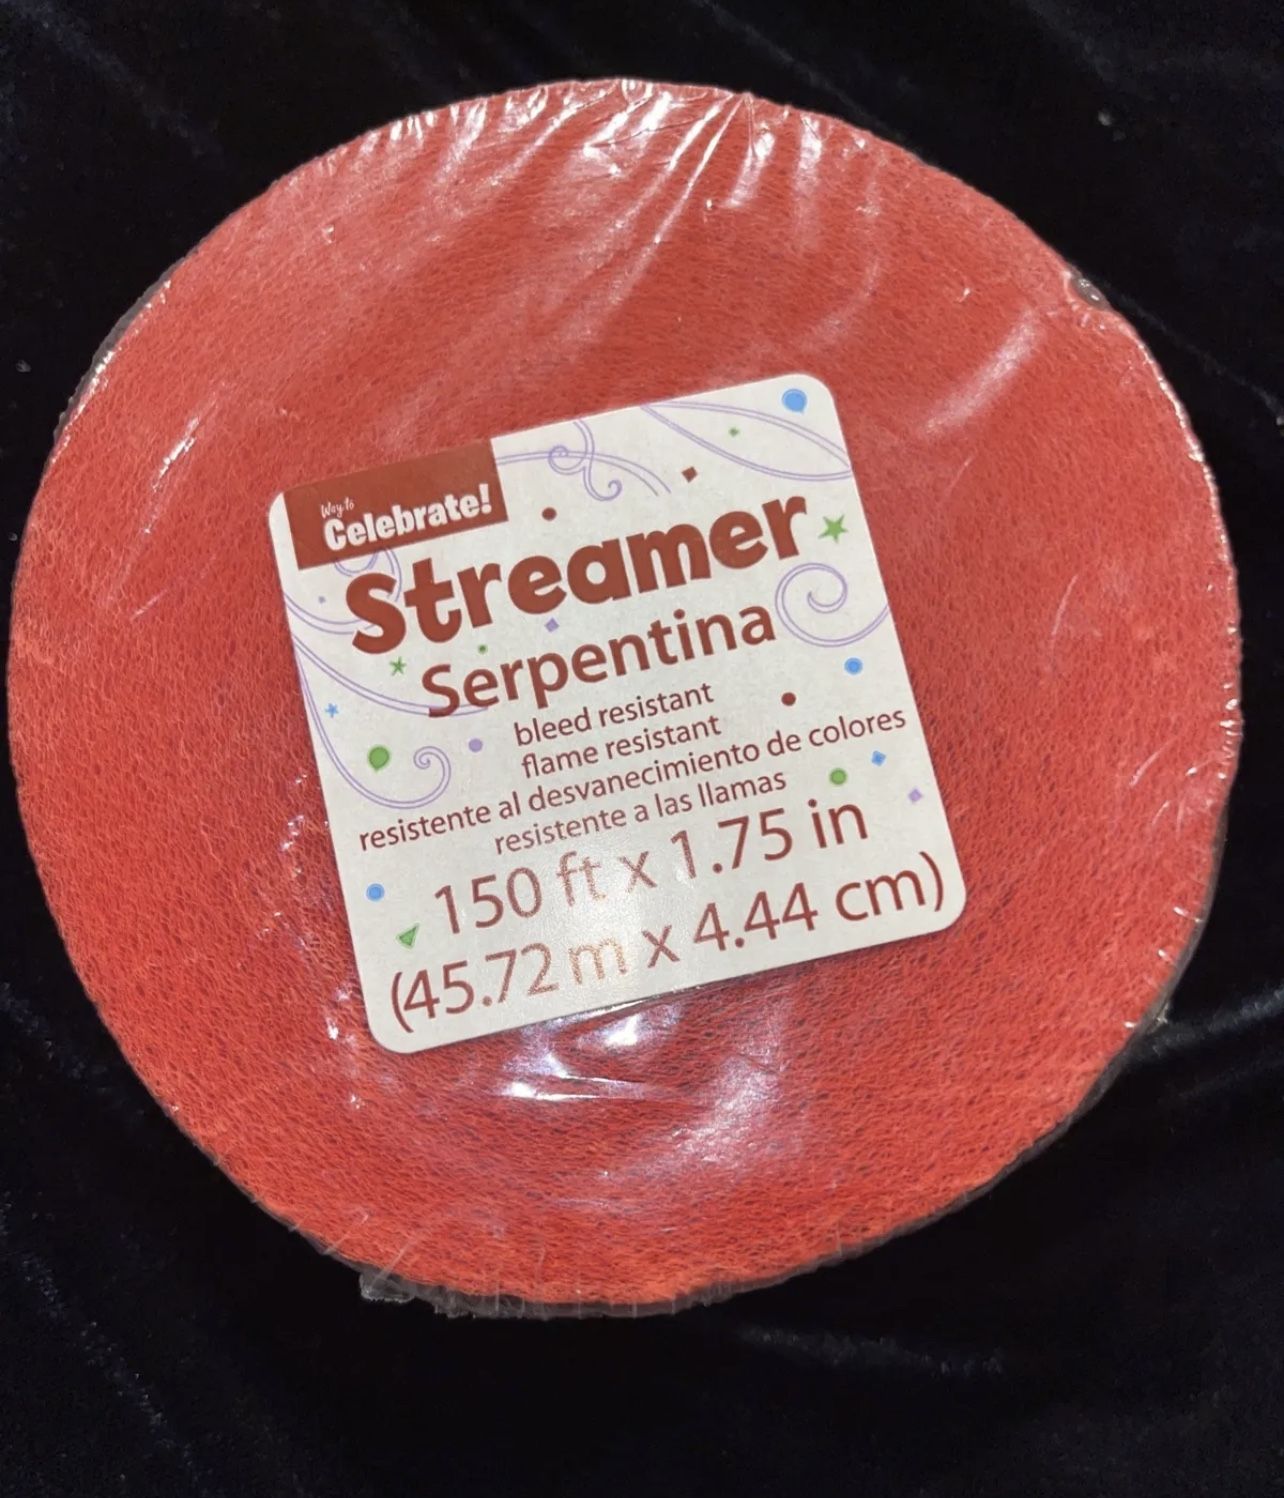 Way to
Celebrate!
Streamer
Serpentina
bleed resistant
flame resistant
resistente al desvanecimiento de colores
resistente a las llamas
150 ft x 1.75 in
(45.72 m x 4.44 cm)